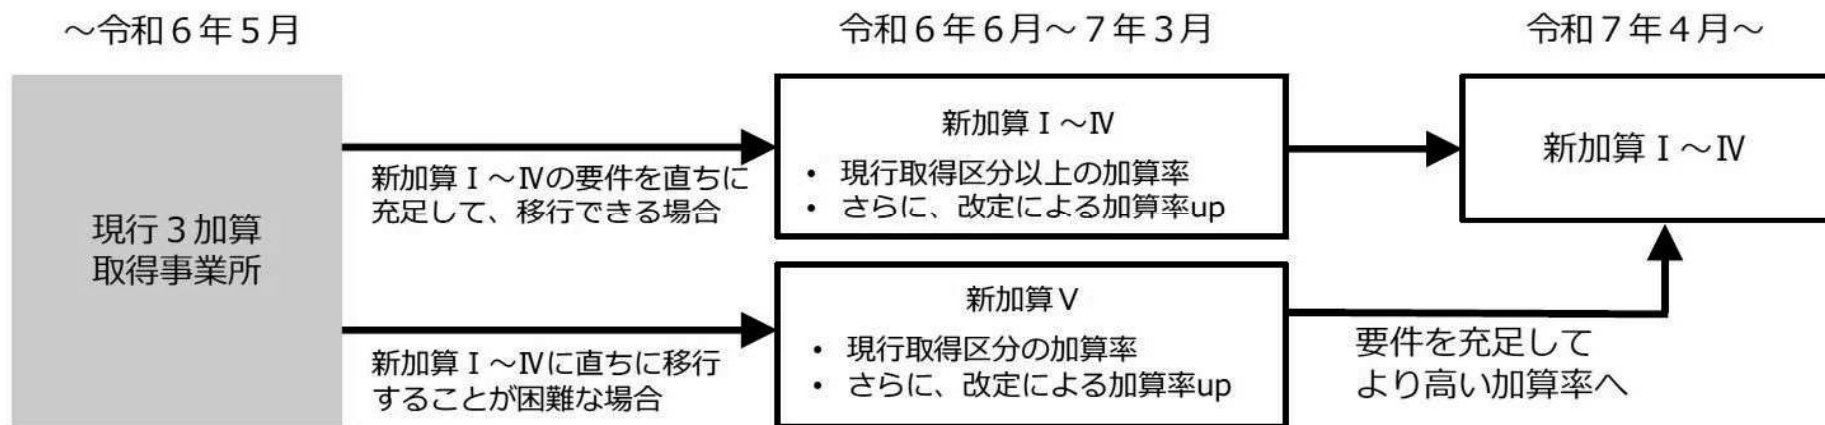 ～令和６年５月
令和６年６月～７年３月
令和７年４月～
現行３加算
取得事業所
新加算Ⅰ～Ⅳの要件を直ちに
充足して、移行できる場合
新加算Ⅰ～Ⅳ
• 現行取得区分以上の加算率
• さらに、改定による加算率up
新加算Ⅰ～Ⅳ
新加算Ⅰ～Ⅳに直ちに移行
することが困難な場合
新加算Ⅴ
• 現行取得区分の加算率
• さらに、改定による加算率up
要件を充足して
より高い加算率へ